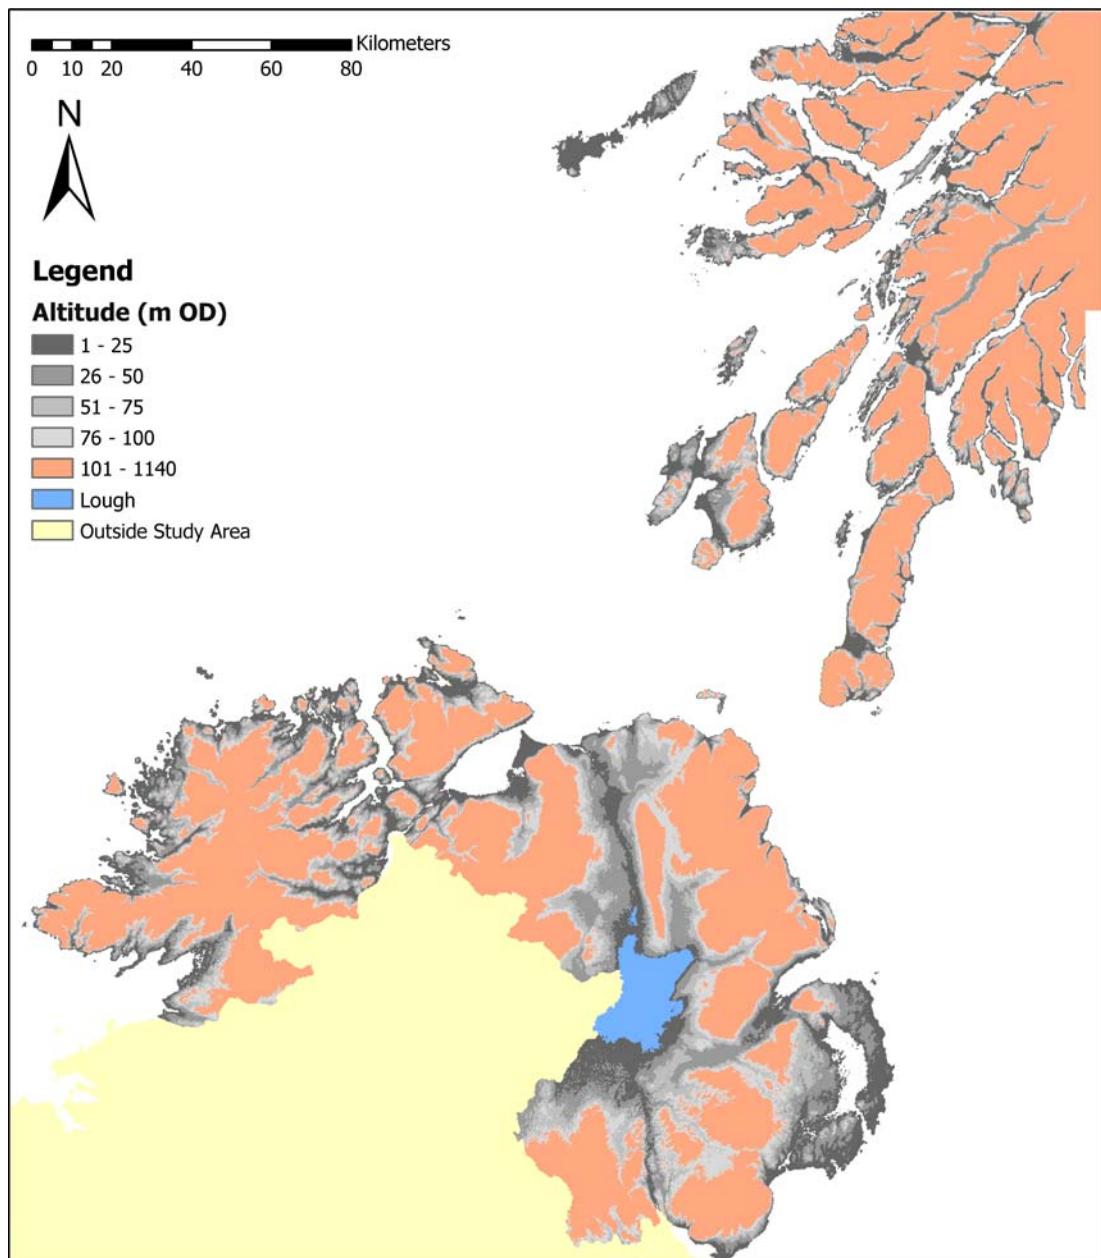 Kilometers
0 10 20 40 60 80
N
Legend
Altitude (m OD)
1 - 25
26 - 50
51 - 75
76 - 100
101 - 1140
Lough
Outside Study Area